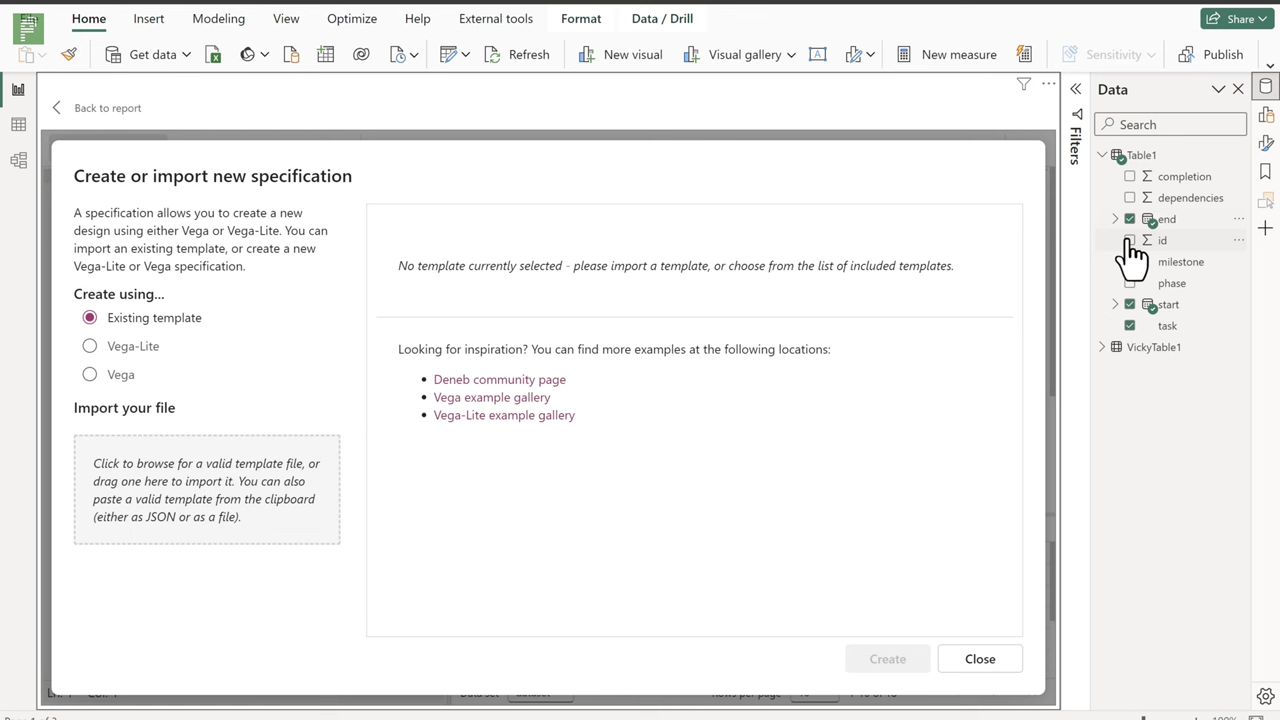 File
Home
Insert
Modeling
View
Optimize
Help
External tools
Format
Data / Drill
Share
Get data
Refresh
New visual
Visual gallery
New measure
Sensitivity
Publish
Back to report
Create or import new specification
A specification allows you to create a new
design using either Vega or Vega-Lite. You can
import an existing template, or create a new
Vega-Lite or Vega specification.
Create using...
Existing template
Vega-Lite
Vega
Import your file
Click to browse for a valid template file, or
drag one here to import it. You can also
paste a valid template from the clipboard
(either as JSON or as a file).
No template currently selected - please import a template, or choose from the list of included templates.
Looking for inspiration? You can find more examples at the following locations:
• Deneb community page
• Vega example gallery
• Vega-Lite example gallery
Create
Close
Filters
Data
Search
Table1
completion
dependencies
end
id
milestone
phase
start
task
VickyTable1